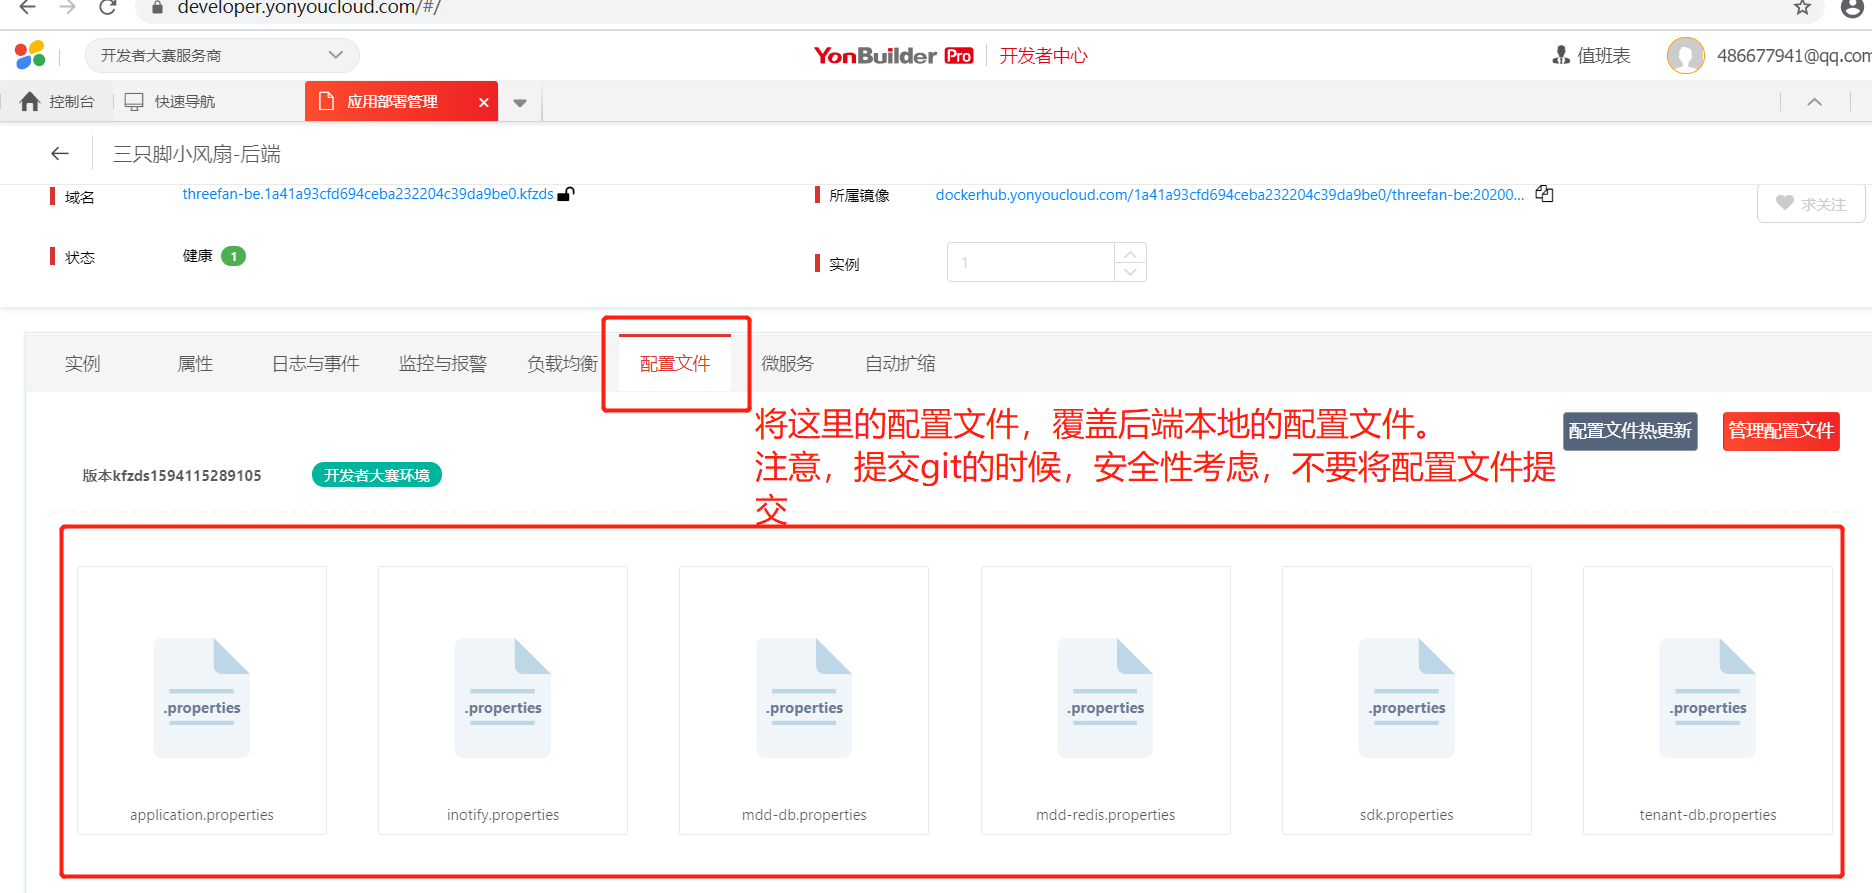 developer.yonyoucloud.com/#/
开发者大赛服务商
YonBuilder Pro 开发者中心
值班表
486677941@qq.com
控制台
快速导航
应用部署管理
三只脚小风扇-后端
域名
threefan-be.1a41a93cfd694ceba232204c39da9be0.kfzds
所属镜像
dockerhub.yonyoucloud.com/1a41a93cfd694ceba232204c39da9be0/threefan-be:20200...
求关注
状态
健康 1
实例
1
实例
属性
日志与事件
监控与报警
负载均衡
配置文件
微服务
自动扩缩
将这里的配置文件，覆盖后端本地的配置文件。
注意，提交git的时候，安全性考虑，不要将配置文件提
交
配置文件热更新
管理配置文件
版本kfzds1594115289105
开发者大赛环境
.properties
.properties
.properties
.properties
.properties
.properties
application.properties
inotify.properties
mdd-db.properties
mdd-redis.properties
sdk.properties
tenant-db.properties